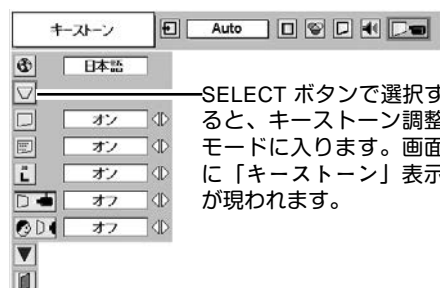 キーストーン
Auto
日本語
SELECT ボタンで選択す
ると、キーストーン調整
モードに入ります。画面
に「キーストーン」表示
が現われます。
オン
オン
L
オン
オフ
オフ